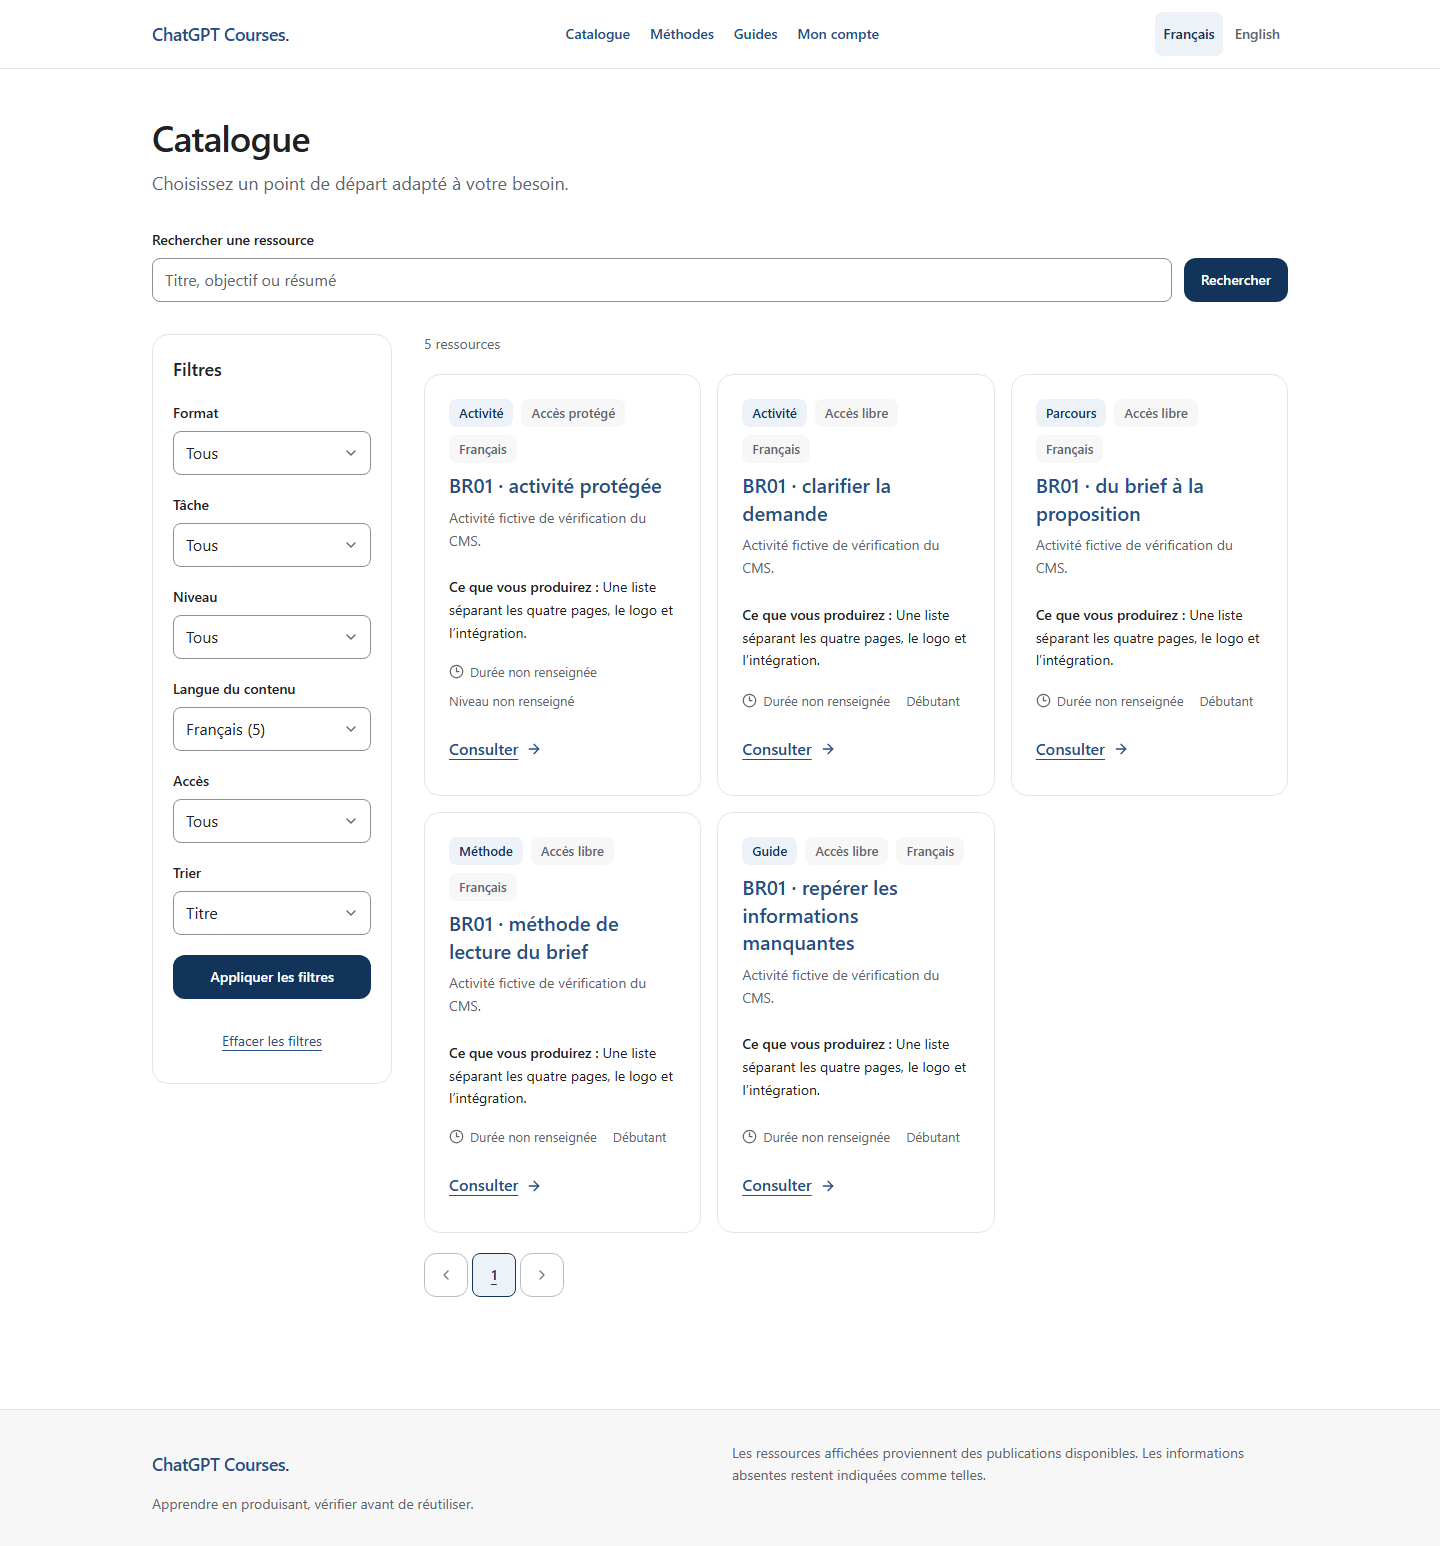 ChatGPT Courses.
Catalogue
Méthodes
Guides
Mon compte
Français
English
Catalogue
Choisissez un point de départ adapté à votre besoin.
Rechercher une ressource
Titre, objectif ou résumé
Rechercher
Filtres
Format
Tous
Tâche
Tous
Niveau
Tous
Langue du contenu
Français (5)
Accès
Tous
Trier
Titre
Appliquer les filtres
Effacer les filtres
5 ressources
Activité
Accès protégé
Français
BR01 · activité protégée
Activité fictive de vérification du
CMS.
Ce que vous produirez : Une liste
séparant les quatre pages, le logo et
l’intégration.
Durée non renseignée
Niveau non renseigné
Consulter
Activité
Accès libre
Français
BR01 · clarifier la
demande
Activité fictive de vérification du
CMS.
Ce que vous produirez : Une liste
séparant les quatre pages, le logo et
l’intégration.
Durée non renseignée
Débutant
Consulter
Parcours
Accès libre
Français
BR01 · du brief à la
proposition
Activité fictive de vérification du
CMS.
Ce que vous produirez : Une liste
séparant les quatre pages, le logo et
l’intégration.
Durée non renseignée
Débutant
Consulter
Méthode
Accès libre
Français
BR01 · méthode de
lecture du brief
Activité fictive de vérification du
CMS.
Ce que vous produirez : Une liste
séparant les quatre pages, le logo et
l’intégration.
Durée non renseignée
Débutant
Consulter
Guide
Accès libre
Français
BR01 · repérer les
informations
manquantes
Activité fictive de vérification du
CMS.
Ce que vous produirez : Une liste
séparant les quatre pages, le logo et
l’intégration.
Durée non renseignée
Débutant
Consulter
1
ChatGPT Courses.
Apprendre en produisant, vérifier avant de réutiliser.
Les ressources affichées proviennent des publications disponibles. Les informations
absentes restent indiquées comme telles.